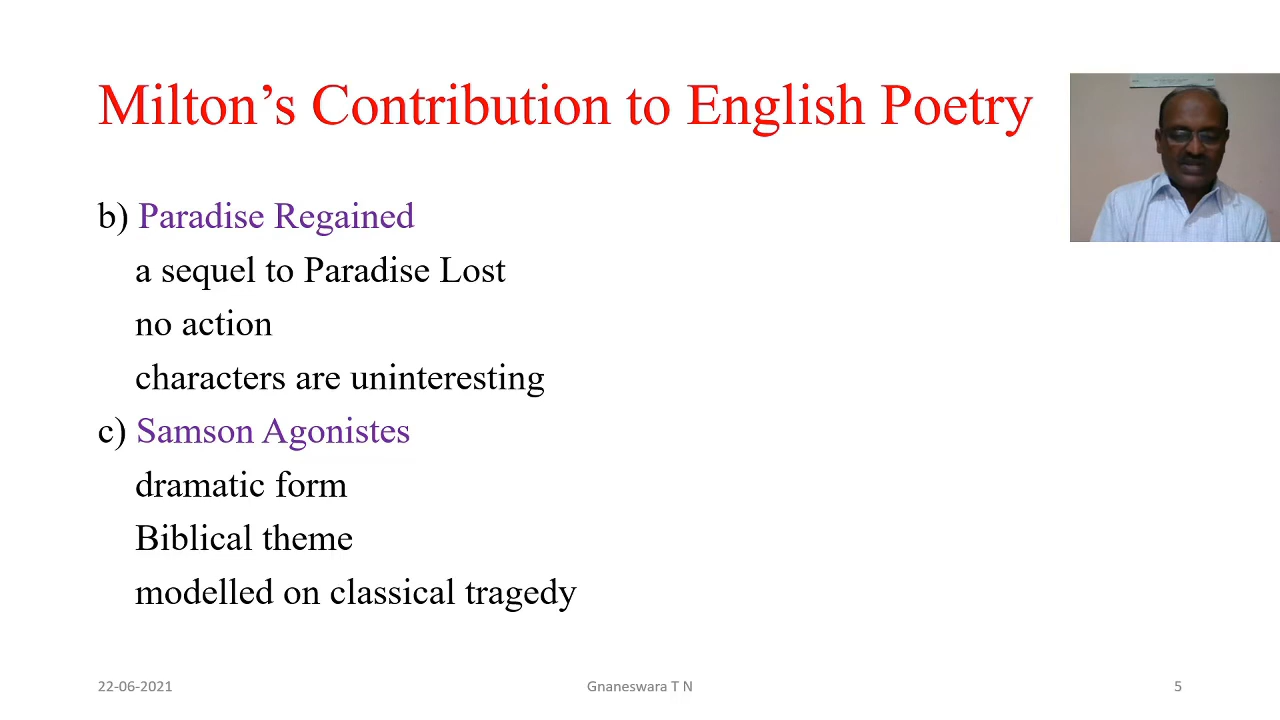 Milton’s Contribution to English Poetry
b) Paradise Regained
a sequel to Paradise Lost
no action
characters are uninteresting
c) Samson Agonistes
dramatic form
Biblical theme
modelled on classical tragedy
22-06-2021
Gnaneswara T N
5